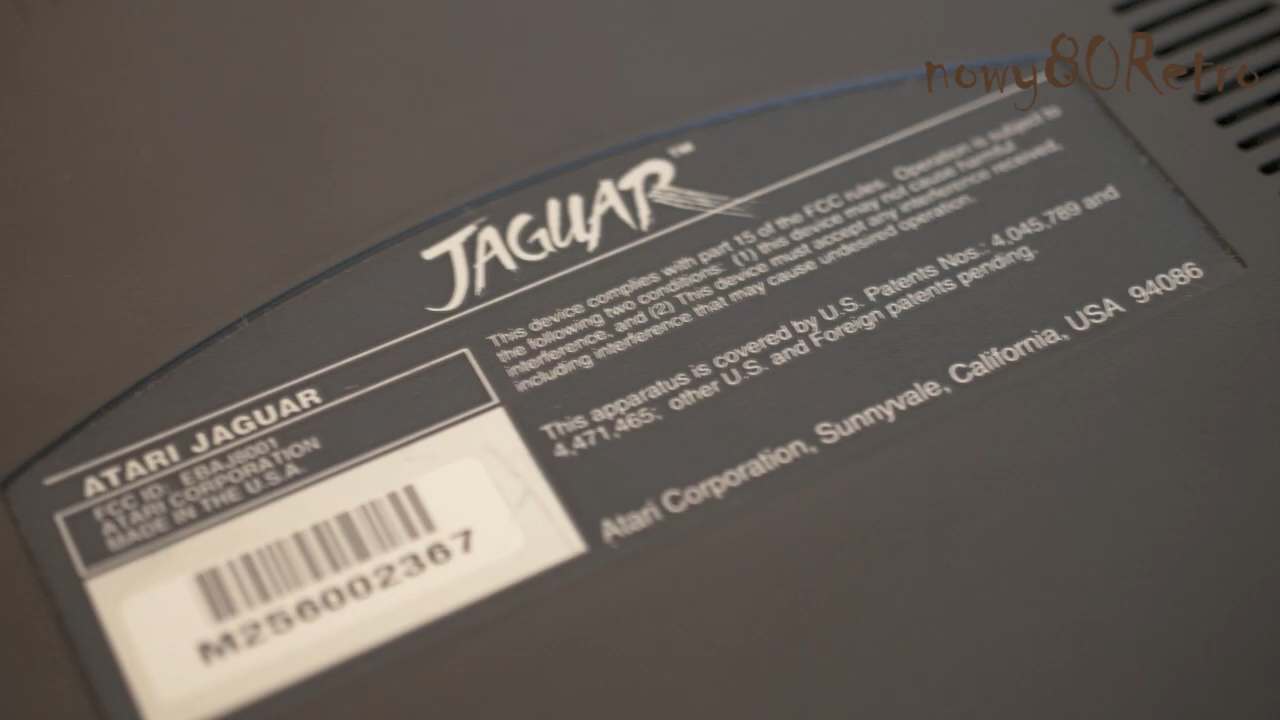 nowy80Retro
JAGUAR™
This device complies with part 15 of the FCC rules. Operation is subject to
the following two conditions: (1) this device may not cause harmful
interference, and (2) This device must accept any interference received,
including interference that may cause undesired operation.
This apparatus is covered by U.S. Patents Nos.: 4,045,789 and
4,471,465; other U.S. and Foreign patents pending.
Atari Corporation, Sunnyvale, California, USA 94086
ATARI JAGUAR
FCC ID: EBAJ8001
ATARI CORPORATION
MADE IN THE U.S.A.
M256002367